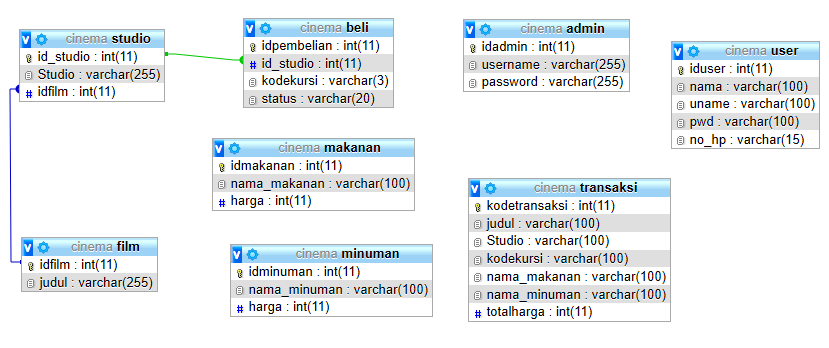 cinema studio
id_studio : int(11)
Studio : varchar(255)
idfilm : int(11)
cinema beli
idpembelian : int(11)
id_studio : int(11)
kodekursi : varchar(3)
status : varchar(20)
cinema admin
idadmin : int(11)
username : varchar(255)
password : varchar(255)
cinema user
iduser : int(11)
nama : varchar(100)
uname : varchar(100)
pwd : varchar(100)
no_hp : varchar(15)
cinema makanan
idmakanan : int(11)
nama_makanan : varchar(100)
harga : int(11)
cinema transaksi
kodetransaksi : int(11)
judul : varchar(100)
Studio : varchar(100)
kodekursi : varchar(100)
nama_makanan : varchar(100)
nama_minuman : varchar(100)
totalharga : int(11)
cinema film
idfilm : int(11)
judul : varchar(255)
cinema minuman
idminuman : int(11)
nama_minuman : varchar(100)
harga : int(11)